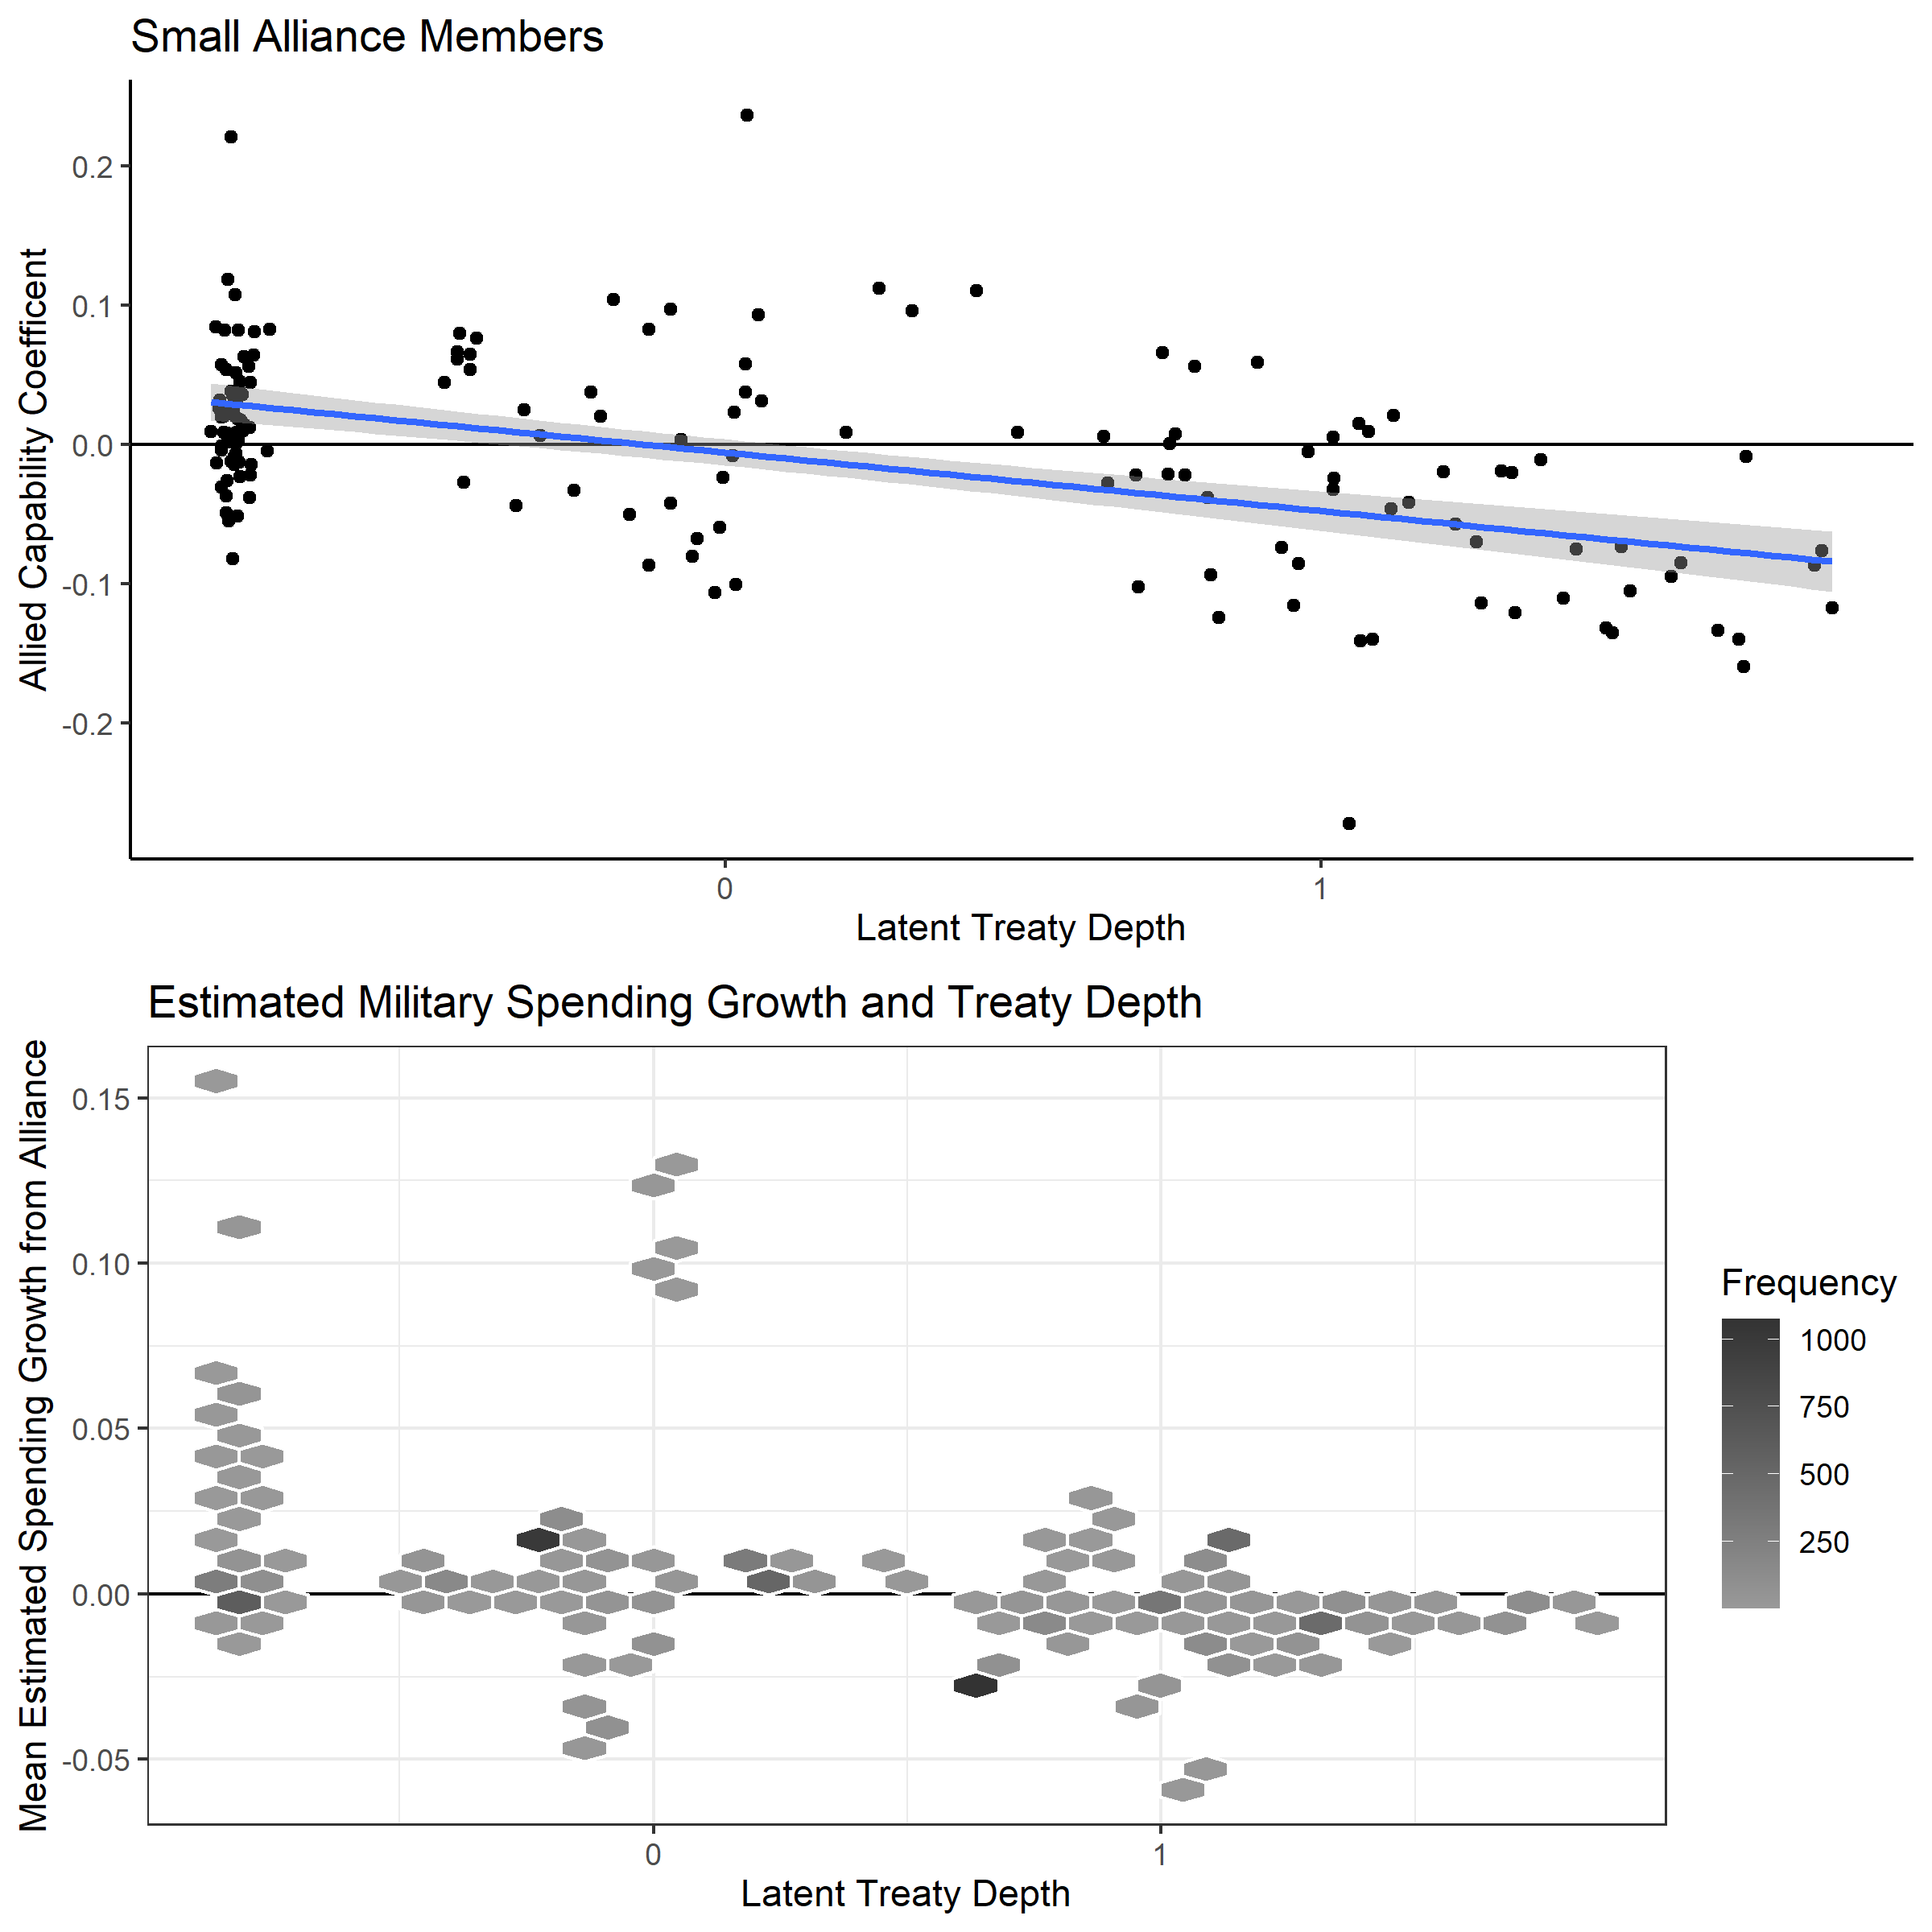 Small Alliance Members
Allied Capability Coefficent
0.2
0.1
0.0
-0.1
-0.2
0
1
Latent Treaty Depth
Estimated Military Spending Growth and Treaty Depth
Mean Estimated Spending Growth from Alliance
0.15
0.10
0.05
0.00
-0.05
0
1
Latent Treaty Depth
Frequency
1000
750
500
250